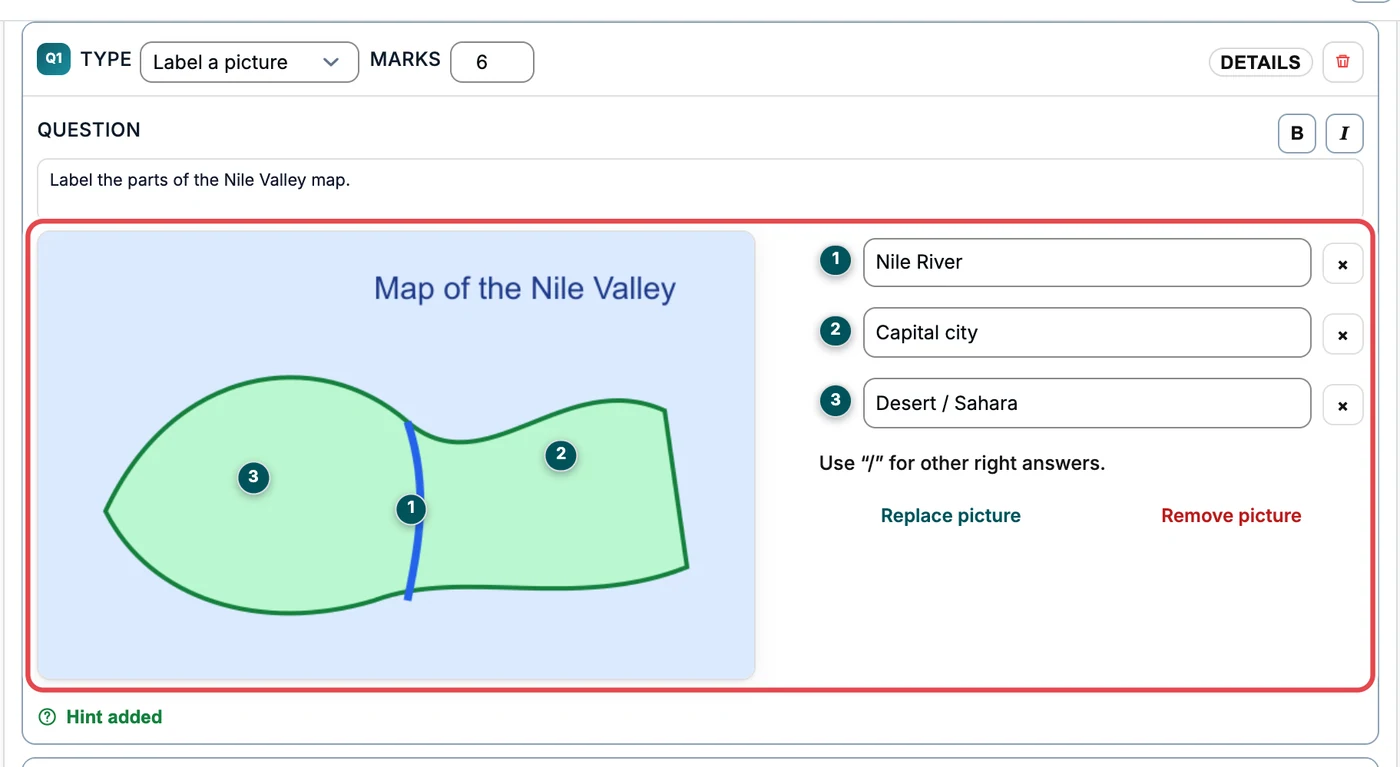 Q1 TYPE Label a picture MARKS 6 DETAILS
QUESTION B I
Label the parts of the Nile Valley map.
Map of the Nile Valley
3
1
2
1 Nile River ×
2 Capital city ×
3 Desert / Sahara ×
Use “/” for other right answers.
Replace picture Remove picture
? Hint added